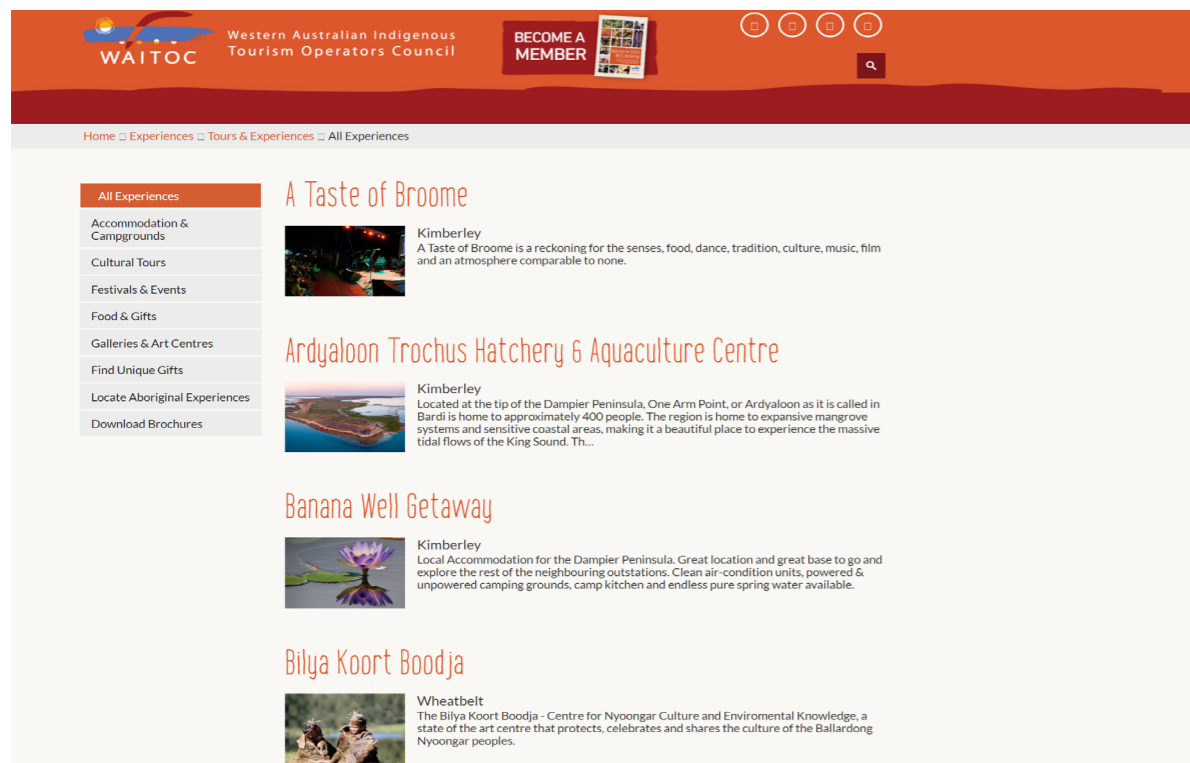 WAITOC
Western Australian Indigenous
Tourism Operators Council
BECOME A
MEMBER
Home □ Experiences □ Tours & Experiences □ All Experiences
All Experiences
Accommodation &
Campgrounds
Cultural Tours
Festivals & Events
Food & Gifts
Galleries & Art Centres
Find Unique Gifts
Locate Aboriginal Experiences
Download Brochures
A Taste of Broome
Kimberley
A Taste of Broome is a reckoning for the senses, food, dance, tradition, culture, music, film
and an atmosphere comparable to none.
Ardyaloon Trochus Hatchery & Aquaculture Centre
Kimberley
Located at the tip of the Dampier Peninsula, One Arm Point, or Ardyaloon as it is called in
Bardi is home to approximately 400 people. The region is home to expansive mangrove
systems and sensitive coastal areas, making it a beautiful place to experience the massive
tidal flows of the King Sound. Th...
Banana Well Getaway
Kimberley
Local Accommodation for the Dampier Peninsula. Great location and great base to go and
explore the rest of the neighbouring outstations. Clean air-condition units, powered &
unpowered camping grounds, camp kitchen and endless pure spring water available.
Bilya Koort Boodja
Wheatbelt
The Bilya Koort Boodja - Centre for Nyoongar Culture and Enviromental Knowledge, a
state of the art centre that protects, celebrates and shares the culture of the Ballardong
Nyoongar peoples.